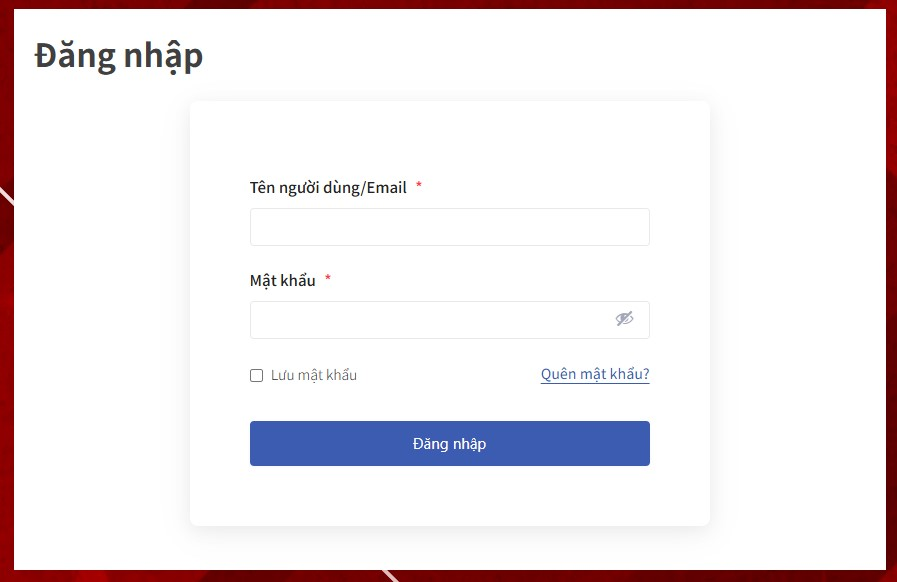 Đăng nhập
Tên người dùng/Email *
Mật khẩu *
Lưu mật khẩu
Quên mật khẩu?
Đăng nhập